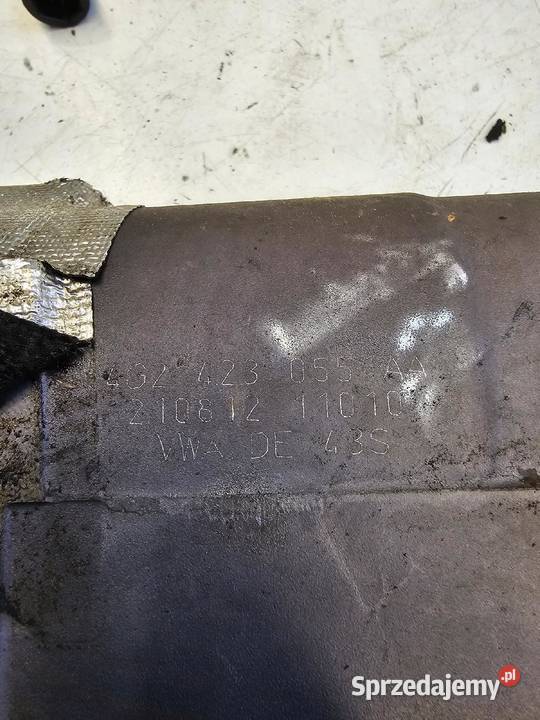 4G2 423 055 AA
210812 11010
VWA DE 43S
Sprzedajemy.pl